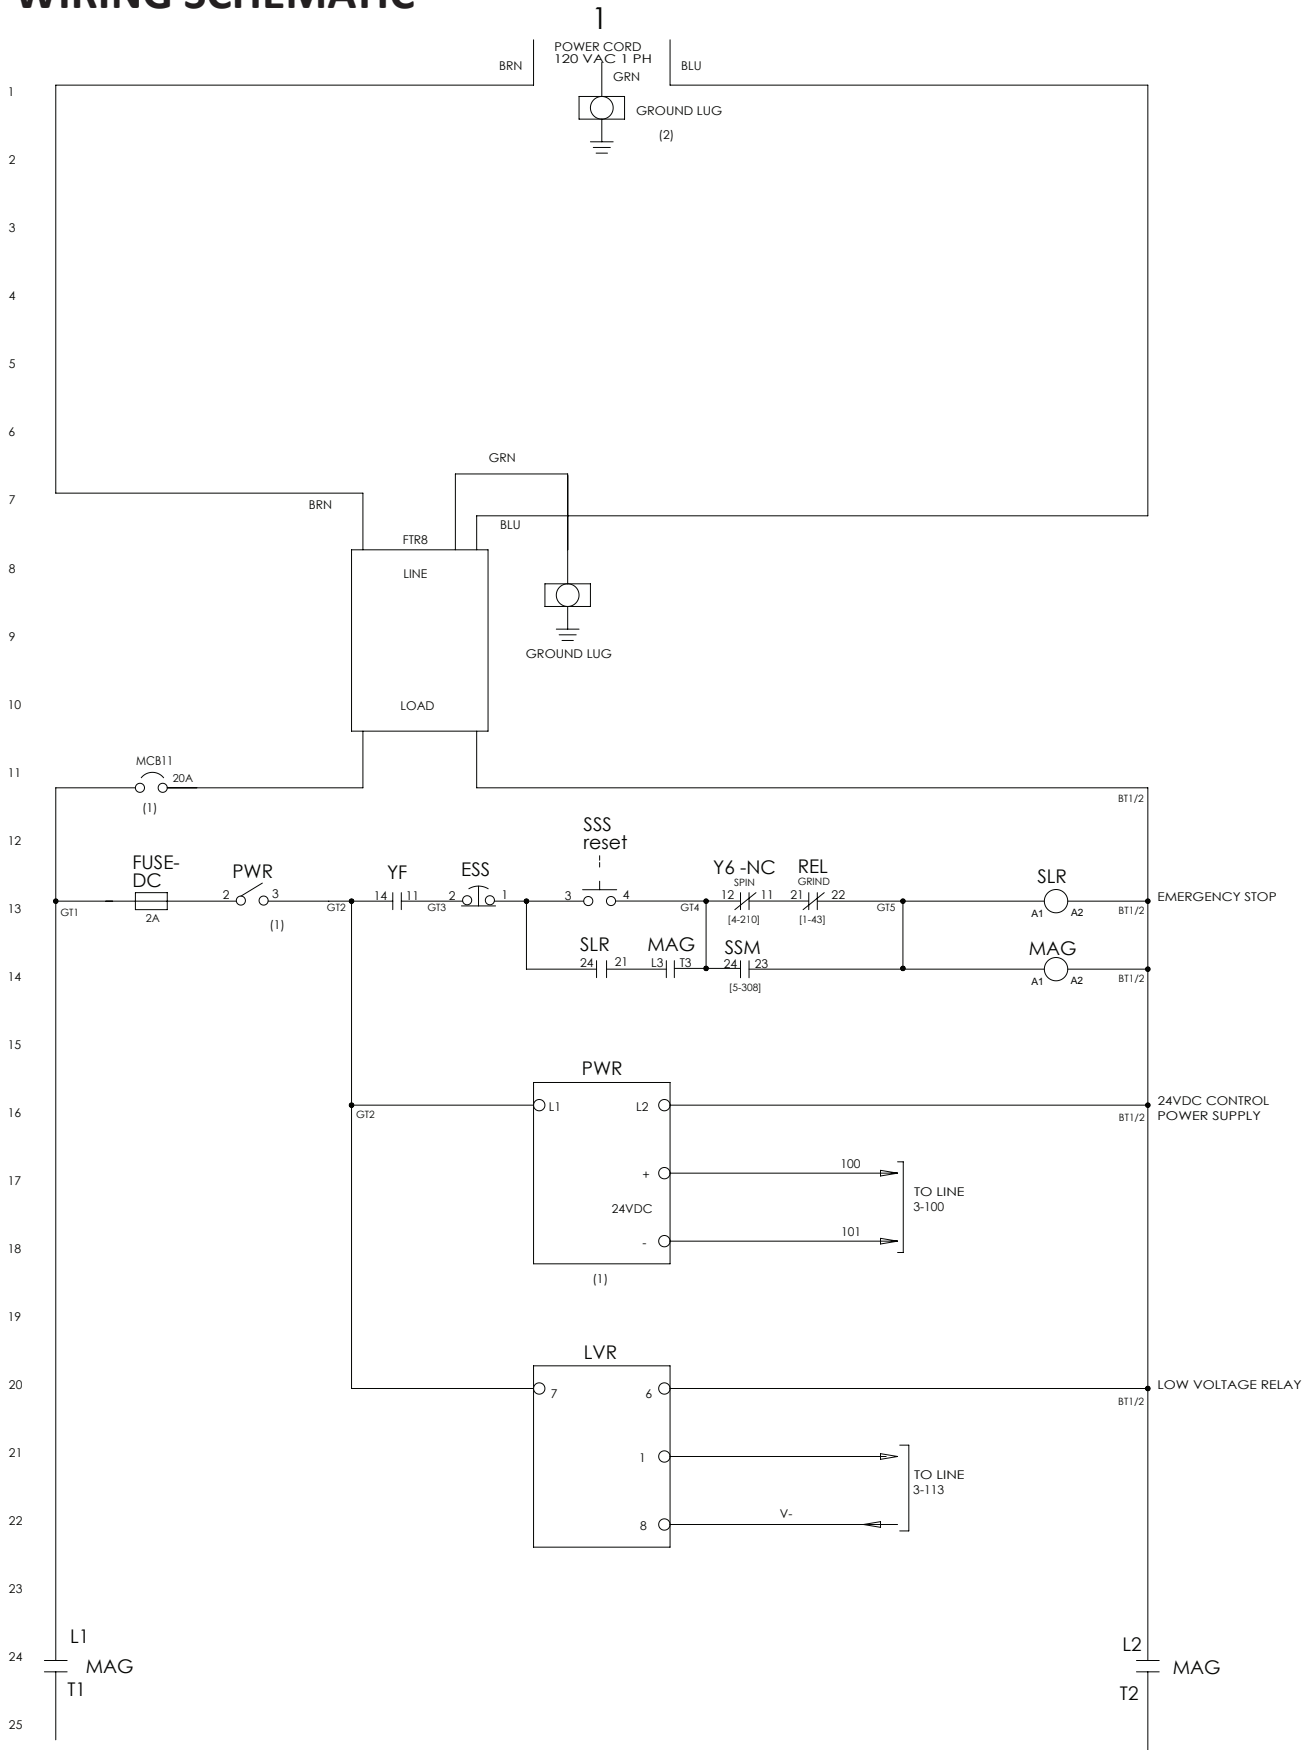 WIRING SCHEMATIC
1
POWER CORD
120 VAC 1 PH
BRN
BLU
GRN
1
GROUND LUG
(2)
2
3
4
5
6
GRN
7
BRN
BLU
FTR8
8
LINE
9
GROUND LUG
10
LOAD
MCB11
11
20A
(1)
BT1/2
12
SSS
reset
FUSE-
DC
PWR
YF
ESS
Y6 -NC
SPIN
REL
GRIND
SLR
2
3
14
11
2
1
3
4
12
11
21
22
EMERGENCY STOP
13
GT1
2A
(1)
GT2
GT3
GT4
[4-210]
[1-43]
GT5
A1
A2
BT1/2
SLR
MAG
SSM
MAG
24
21
L3
T3
24
23
14
[5-308]
A1
A2
BT1/2
15
PWR
16
GT2
L1
L2
BT1/2
24VDC CONTROL
POWER SUPPLY
17
+
100
TO LINE
3-100
24VDC
18
-
101
(1)
19
LVR
20
7
6
BT1/2
LOW VOLTAGE RELAY
21
1
TO LINE
3-113
22
8
V-
23
L1
L2
24
MAG
MAG
T1
T2
25